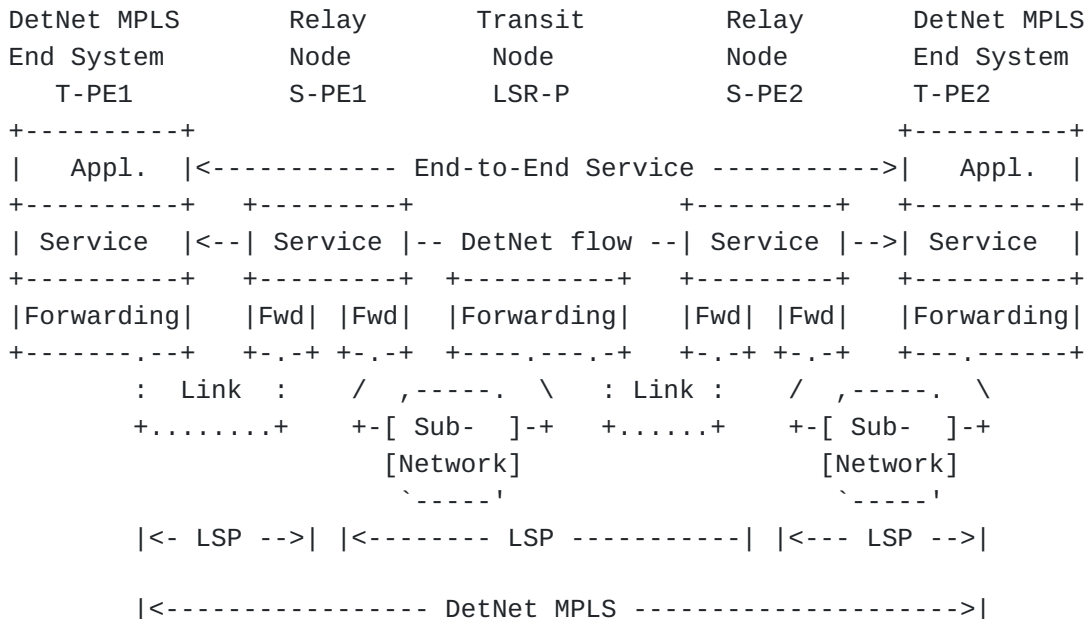 DetNet MPLS       Relay       Transit         Relay       DetNet MPLS
End System        Node         Node           Node        End System
   T-PE1          S-PE1        LSR-P          S-PE2       T-PE2
+----------+                                             +----------+
|   Appl.  |<------------ End-to-End Service ----------->|   Appl.  |
+----------+   +---------+                 +---------+   +----------+
| Service  |<--| Service |-- DetNet flow --| Service |-->| Service  |
+----------+   +---------+  +----------+   +---------+   +----------+
|Forwarding|   |Fwd| |Fwd|  |Forwarding|   |Fwd| |Fwd|   |Forwarding|
+-------.--+   +-.-+ +-.-+  +----.---.-+   +-.-+ +-.-+   +---.------+
        :  Link  :    /  ,-----.  \   : Link :    /  ,-----.  \
        +........+    +-[  Sub-  ]-+  +......+    +-[  Sub-  ]-+
                        [Network]                   [Network]
                         `-----'                     `-----'
        |<- LSP -->| |<-------- LSP -----------| |<--- LSP -->|
        |<----------------- DetNet MPLS --------------------->|